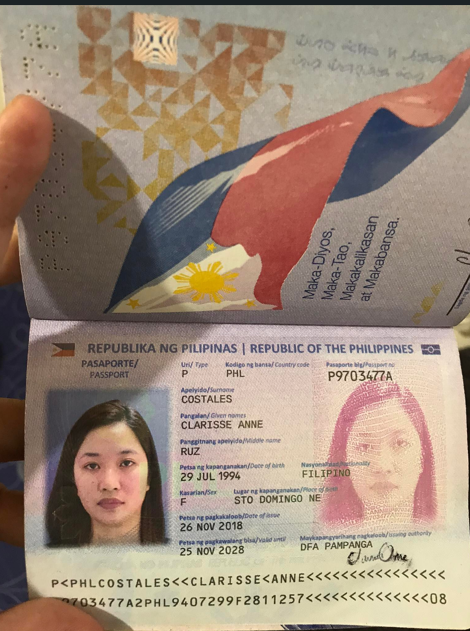 Maka-Diyos,
Maka-Tao,
Makakalikasan
at Makabansa.
REPUBLIKA NG PILIPINAS | REPUBLIC OF THE PHILIPPINES
PASAPORTE/
PASSPORT
Uri/ Type Kodigo ng bansa/ Country code Pasaporte blg/Passport no
P PHL P9703477A
Apelyido/Surname
COSTALES
Pangalan/ Given names
CLARISSE ANNE
Panggitnang apelyido/Middle name
RUZ
Petsa ng kapanganakan/Date of birth Nasyonalidad/Nationality
29 JUL 1994 FILIPINO
Kasarian/Sex Lugar ng kapanganakan/Place of birth
F STO DOMINGO NE
Petsa ng pagkakaloob/Date of issue
26 NOV 2018
Petsa ng pagkawalang bisa/Valid until Maykapangyarihang nagkaloob/Issuing authority
25 NOV 2028 DFA PAMPANGA
P<PHLCOSTALES<<CLARISSE<ANNE<<<<<<<<<<<<<<<<
9703477A2PHL9407299F2811257<<<<<<<<<<<<<<08